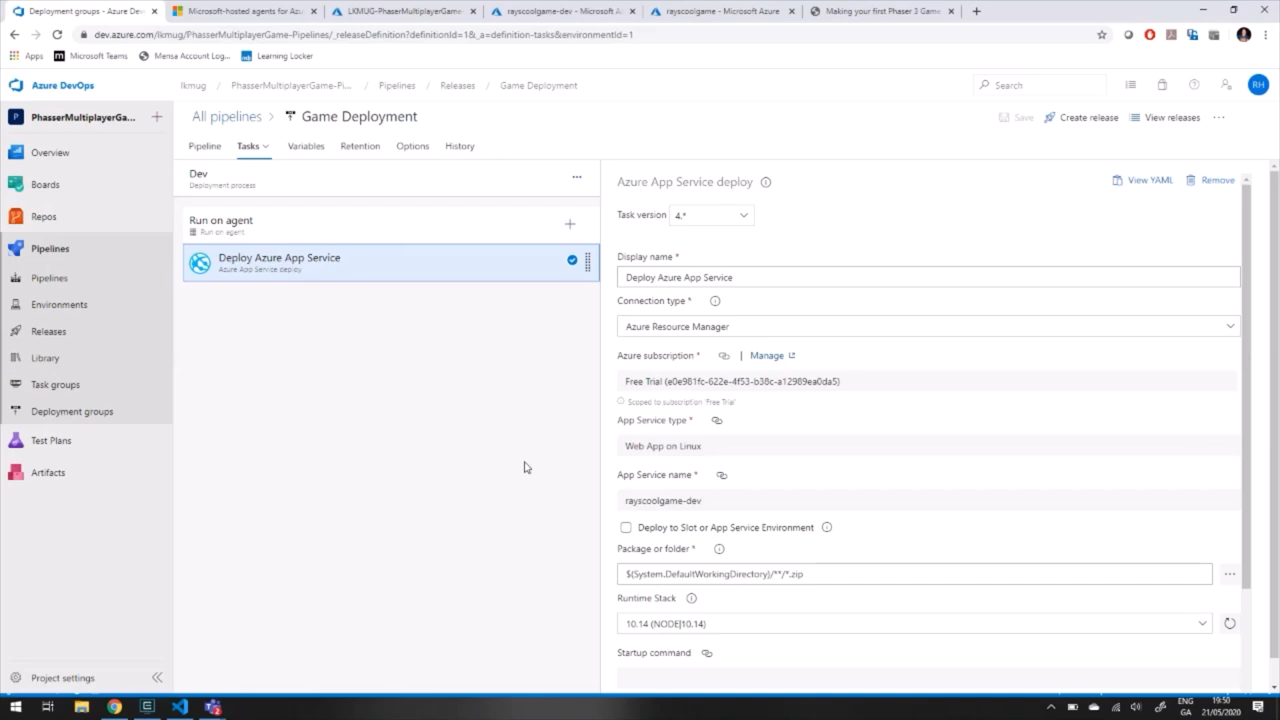 Deployment groups - Azure Dev
Microsoft-hosted agents for Azu
LKMUG-PhaserMultiplayerGame-
rayscoolgame-dev - Microsoft A
rayscoolgame - Microsoft Azure
Making your first Phaser 3 Game
dev.azure.com/lkmug/PhasserMultiplayerGame-Pipelines/_releaseDefinition?definitionId=1&_a=definition-tasks&environmentId=1
Apps
Microsoft Teams
Mensa Account Log...
Learning Locker
Azure DevOps
lkmug / PhasserMultiplayerGame-Pi... / Pipelines / Releases / Game Deployment
Search
RH
P
PhasserMultiplayerGa...
Overview
Boards
Repos
Pipelines
Pipelines
Environments
Releases
Library
Task groups
Deployment groups
Test Plans
Artifacts
Project settings
All pipelines > Game Deployment
Save
Create release
View releases
Pipeline
Tasks
Variables
Retention
Options
History
Dev
Deployment process
Run on agent
Run on agent
Deploy Azure App Service
Azure App Service deploy
Azure App Service deploy
View YAML
Remove
Task version
4.*
Display name *
Deploy Azure App Service
Connection type *
Azure Resource Manager
Azure subscription * | Manage
Free Trial (e0e981fc-622e-4f53-b38c-a12989ea0da5)
Scoped to subscription 'Free Trial'
App Service type *
Web App on Linux
App Service name *
rayscoolgame-dev
Deploy to Slot or App Service Environment
Package or folder *
$(System.DefaultWorkingDirectory)/**/*.zip
Runtime Stack
10.14 (NODE|10.14)
Startup command
ENG
GA
19:50
21/05/2020